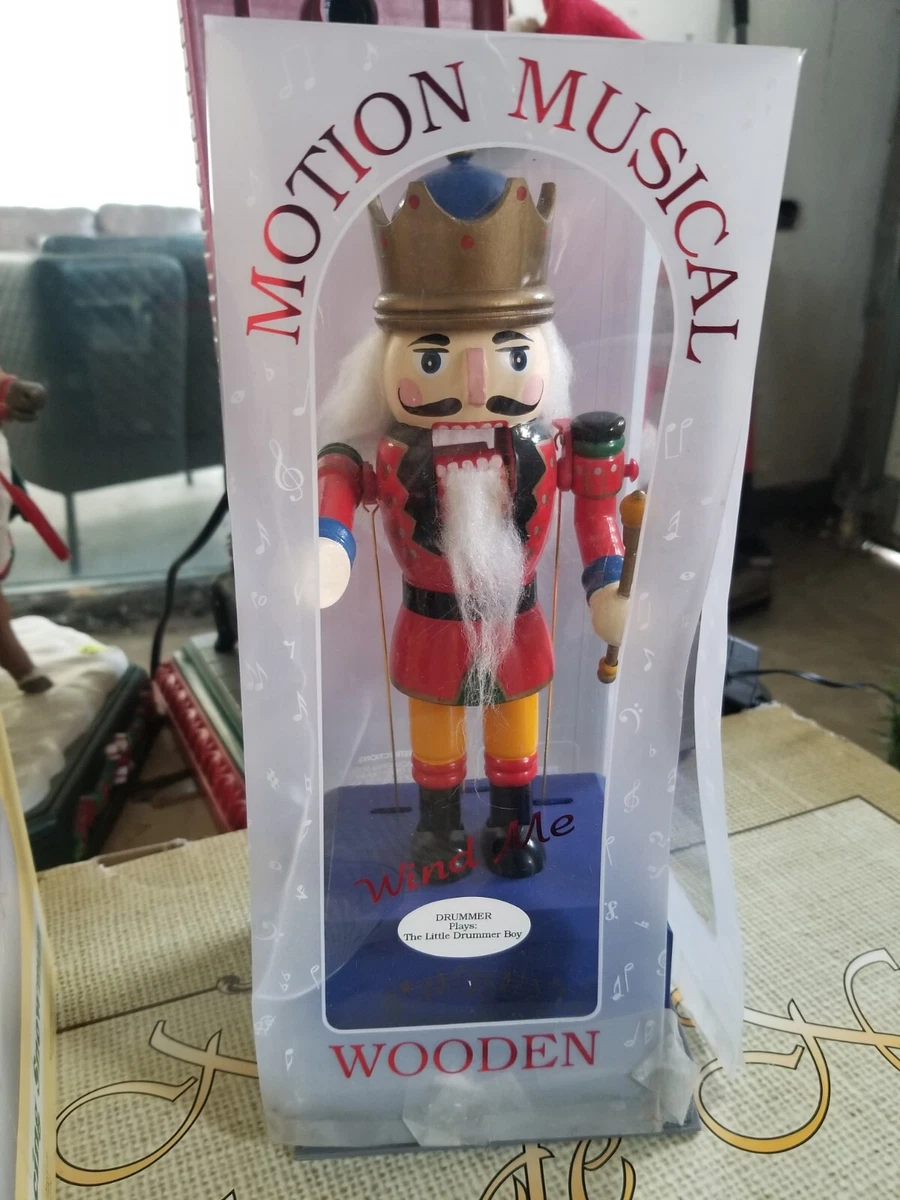 MOTION MUSICAL
Wind Me
DRUMMER
Plays:
The Little Drummer Boy
WOODEN